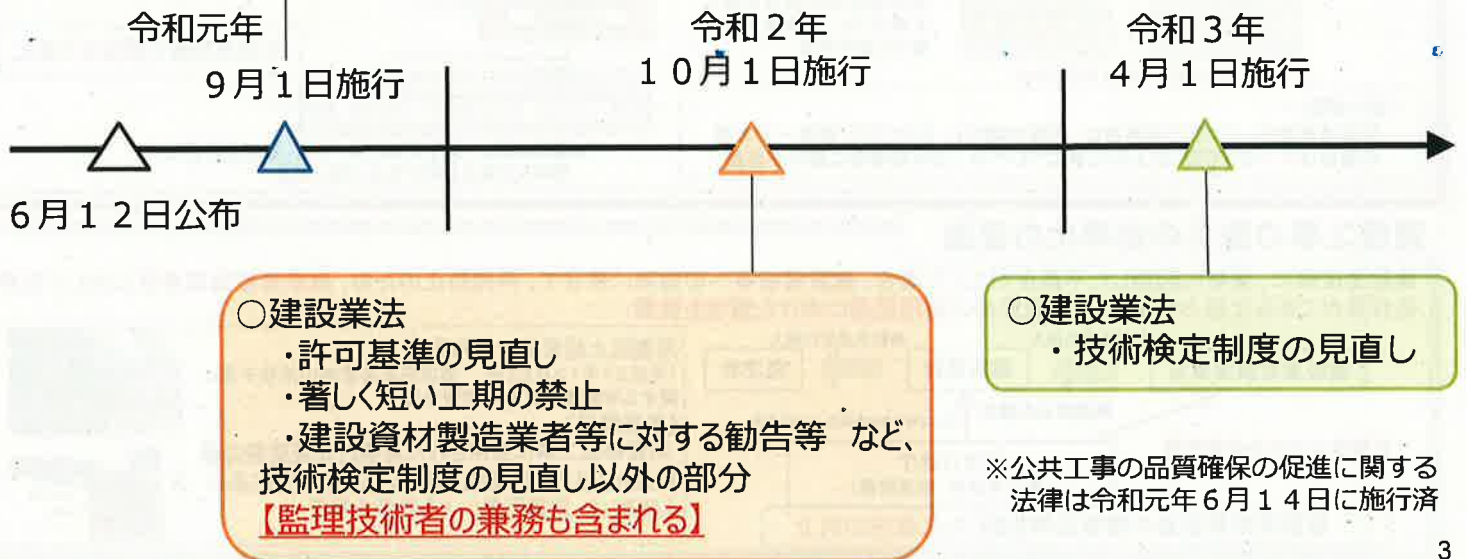 令和元年
9月1日施行
令和2年
10月1日施行
令和3年
4月1日施行
6月12日公布
○建設業法
・許可基準の見直し
・著しく短い工期の禁止
・建設資材製造業者等に対する勧告等 など、
技術検定制度の見直し以外の部分
【監理技術者の兼務も含まれる】
○建設業法
・技術検定制度の見直し
※公共工事の品質確保の促進に関する
法律は令和元年6月14日に施行済
3